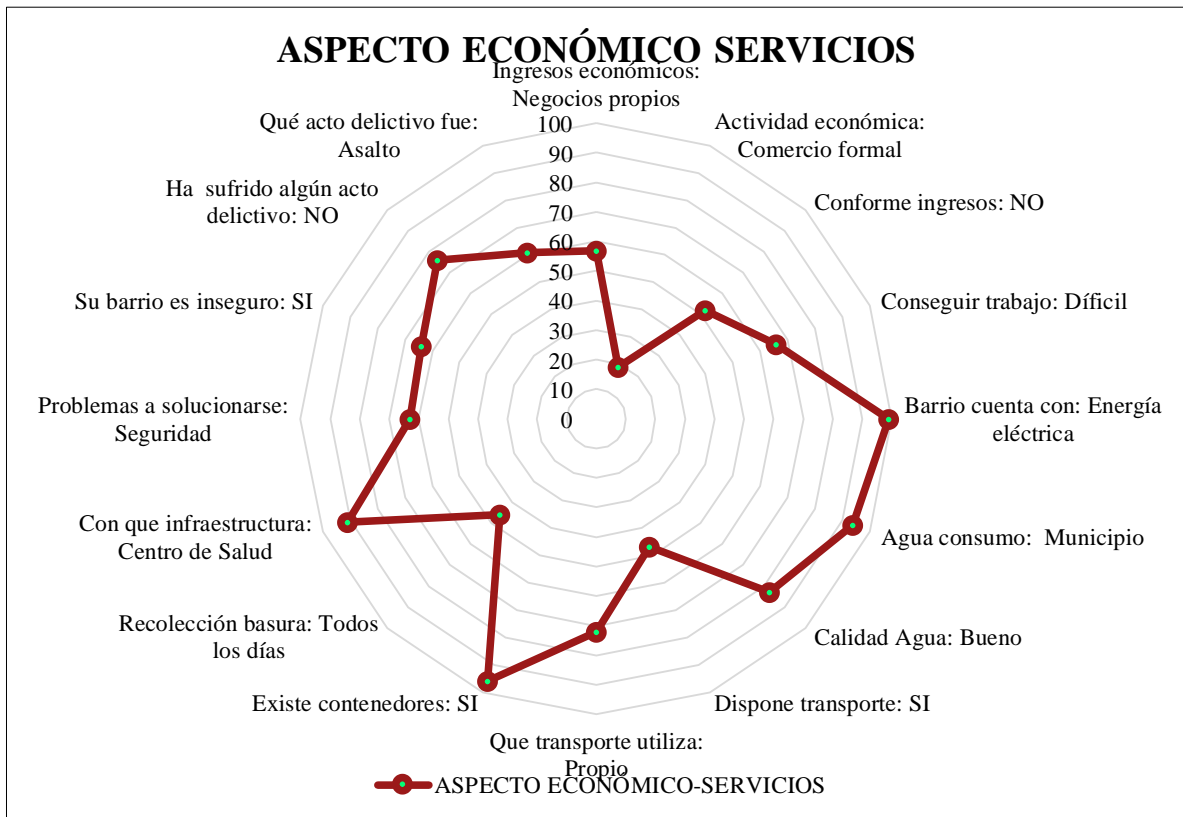 ASPECTO ECONÓMICO SERVICIOS
Ingresos económicos:
Negocios propios
Actividad económica:
Comercio formal
Conforme ingresos: NO
Conseguir trabajo: Díficil
Barrio cuenta con: Energía
eléctrica
Agua consumo: Municipio
Calidad Agua: Bueno
Dispone transporte: SI
Que transporte utiliza:
Propio
Existe contenedores: SI
Recolección basura: Todos
los días
Con que infraestructura:
Centro de Salud
Problemas a solucionarse:
Seguridad
Su barrio es inseguro: SI
Ha sufrido algún acto
delictivo: NO
Qué acto delictivo fue:
Asalto
100
90
80
70
60
50
40
30
20
10
0
ASPECTO ECONÓMICO-SERVICIOS